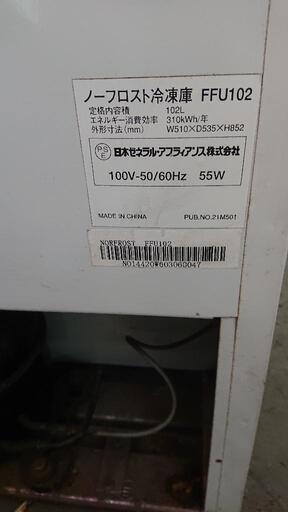 ノーフロスト冷凍庫 FFU102
定格内容積 102L
エネルギー消費効率 310kWh/年
外形寸法(mm) W510×D535×H852
PSE 日本ゼネラル・アプライアンス株式会社
100V-50/60Hz 55W
MADE IN CHINA PUB.NO.21M501
NORFROST FFU102
NO14420W603060047